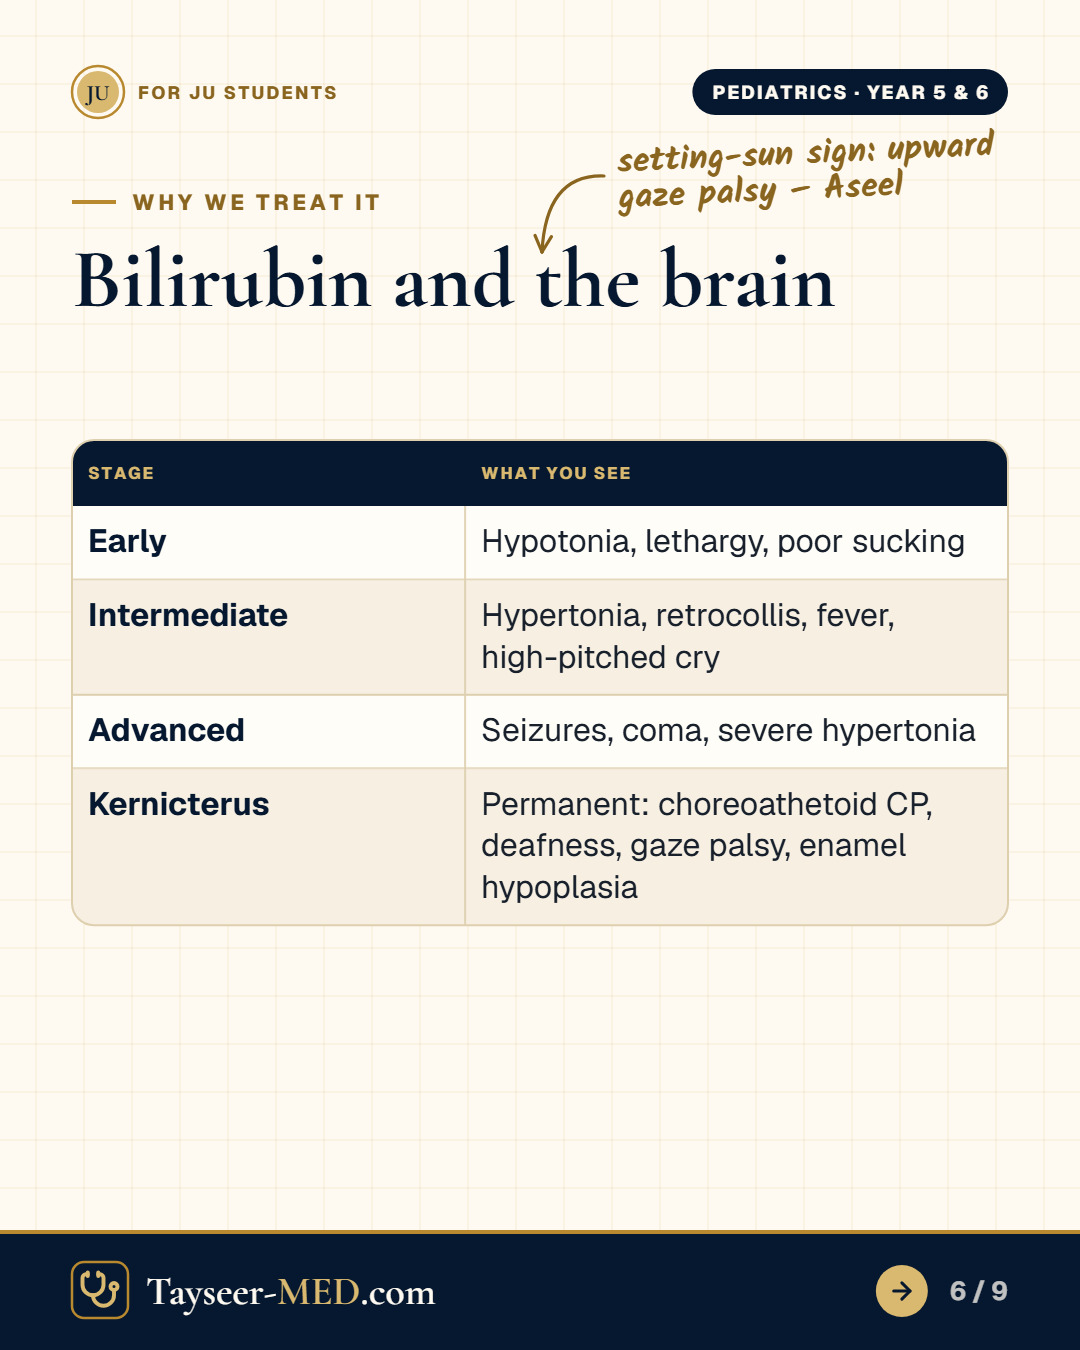 JU FOR JU STUDENTS
PEDIATRICS · YEAR 5 & 6
setting-sun sign: upward
gaze palsy – Aseel
WHY WE TREAT IT
Bilirubin and the brain
STAGE WHAT YOU SEE
Early Hypotonia, lethargy, poor sucking
Intermediate Hypertonia, retrocollis, fever,
high-pitched cry
Advanced Seizures, coma, severe hypertonia
Kernicterus Permanent: choreoathetoid CP,
deafness, gaze palsy, enamel
hypoplasia
Tayseer-MED.com
6 / 9